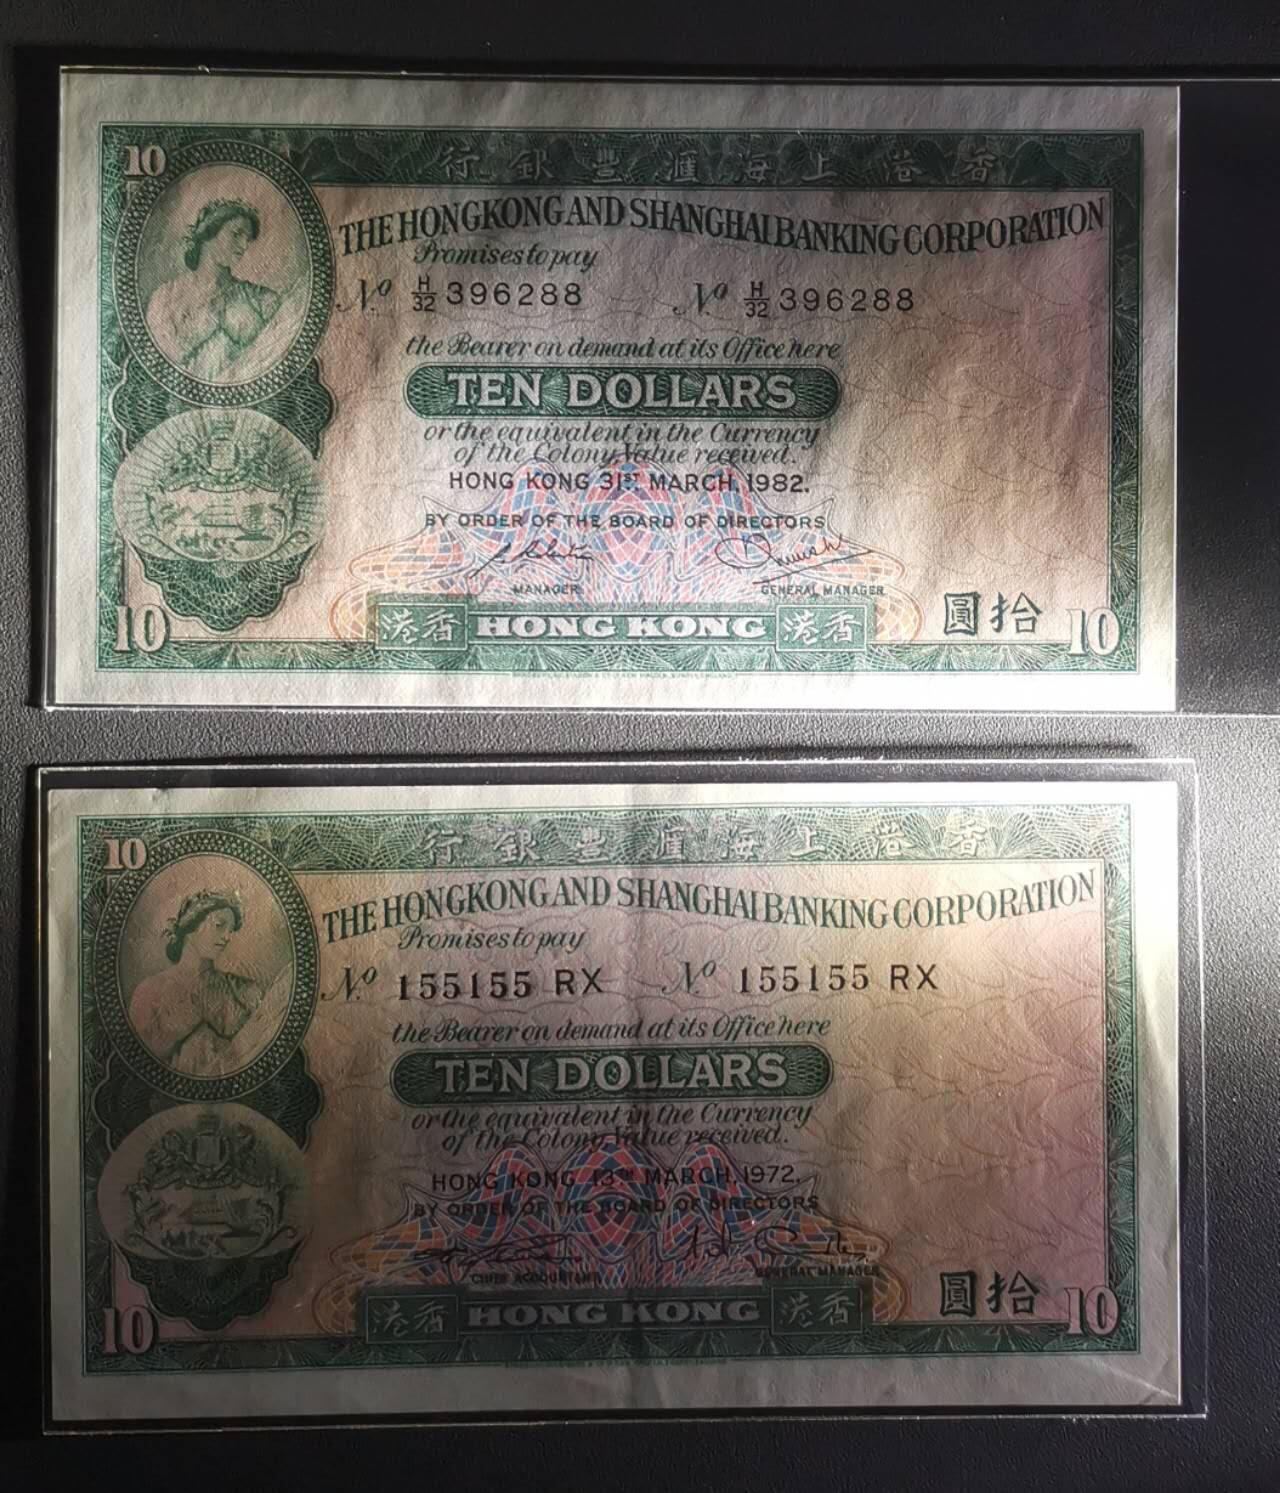 行銀豐滙海上港香
10
THE HONGKONG AND SHANGHAI BANKING CORPORATION
Promises to pay
No H/32 396288 No H/32 396288
the Bearer on demand at its Office here
TEN DOLLARS
or the equivalent in the Currency
of the Colony, Value received.
HONG KONG 31ST MARCH, 1982.
BY ORDER OF THE BOARD OF DIRECTORS
MANAGER GENERAL MANAGER
10 港香 HONG KONG 港香 圓拾 10
行銀豐滙海上港香
10
THE HONGKONG AND SHANGHAI BANKING CORPORATION
Promises to pay
No 155155 RX No 155155 RX
the Bearer on demand at its Office here
TEN DOLLARS
or the equivalent in the Currency
of the Colony, Value received.
HONG KONG 13TH MARCH, 1972.
BY ORDER OF THE BOARD OF DIRECTORS
CHIEF ACCOUNTANT GENERAL MANAGER
10 港香 HONG KONG 港香 圓拾 10